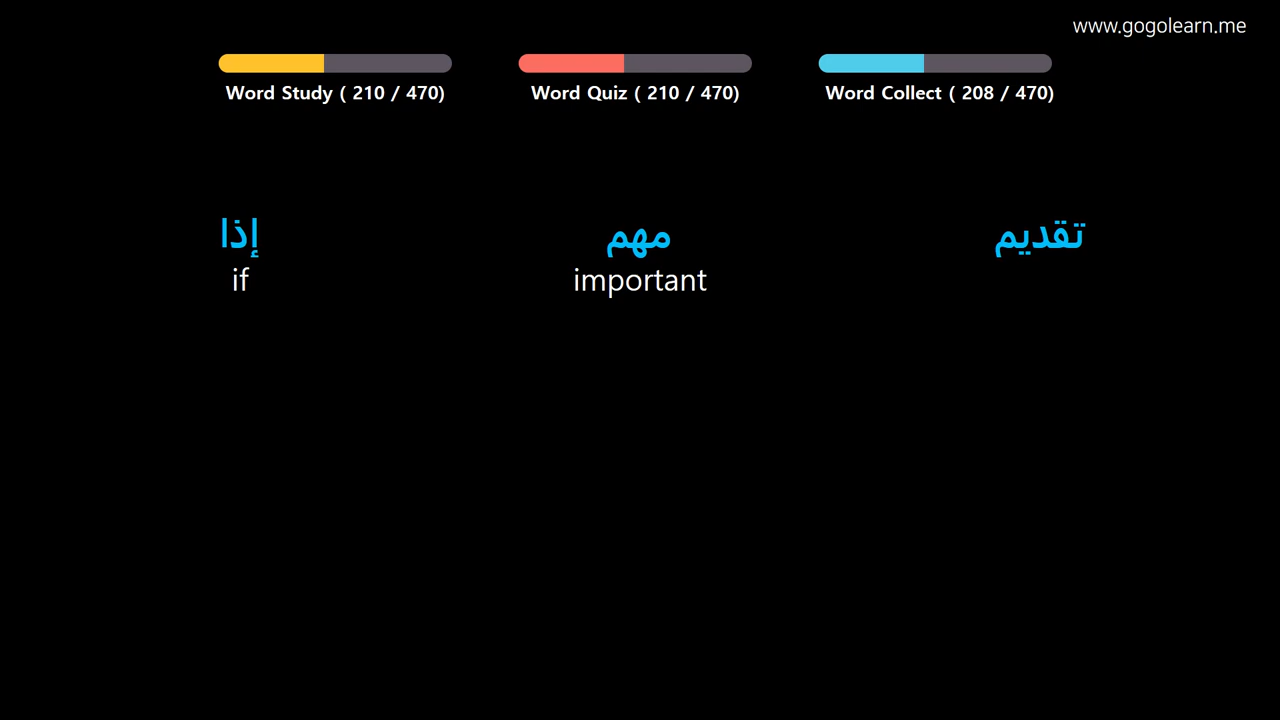 www.gogolearn.me
Word Study ( 210 / 470)
Word Quiz ( 210 / 470)
Word Collect ( 208 / 470)
إذا
if
مهم
important
تقديم